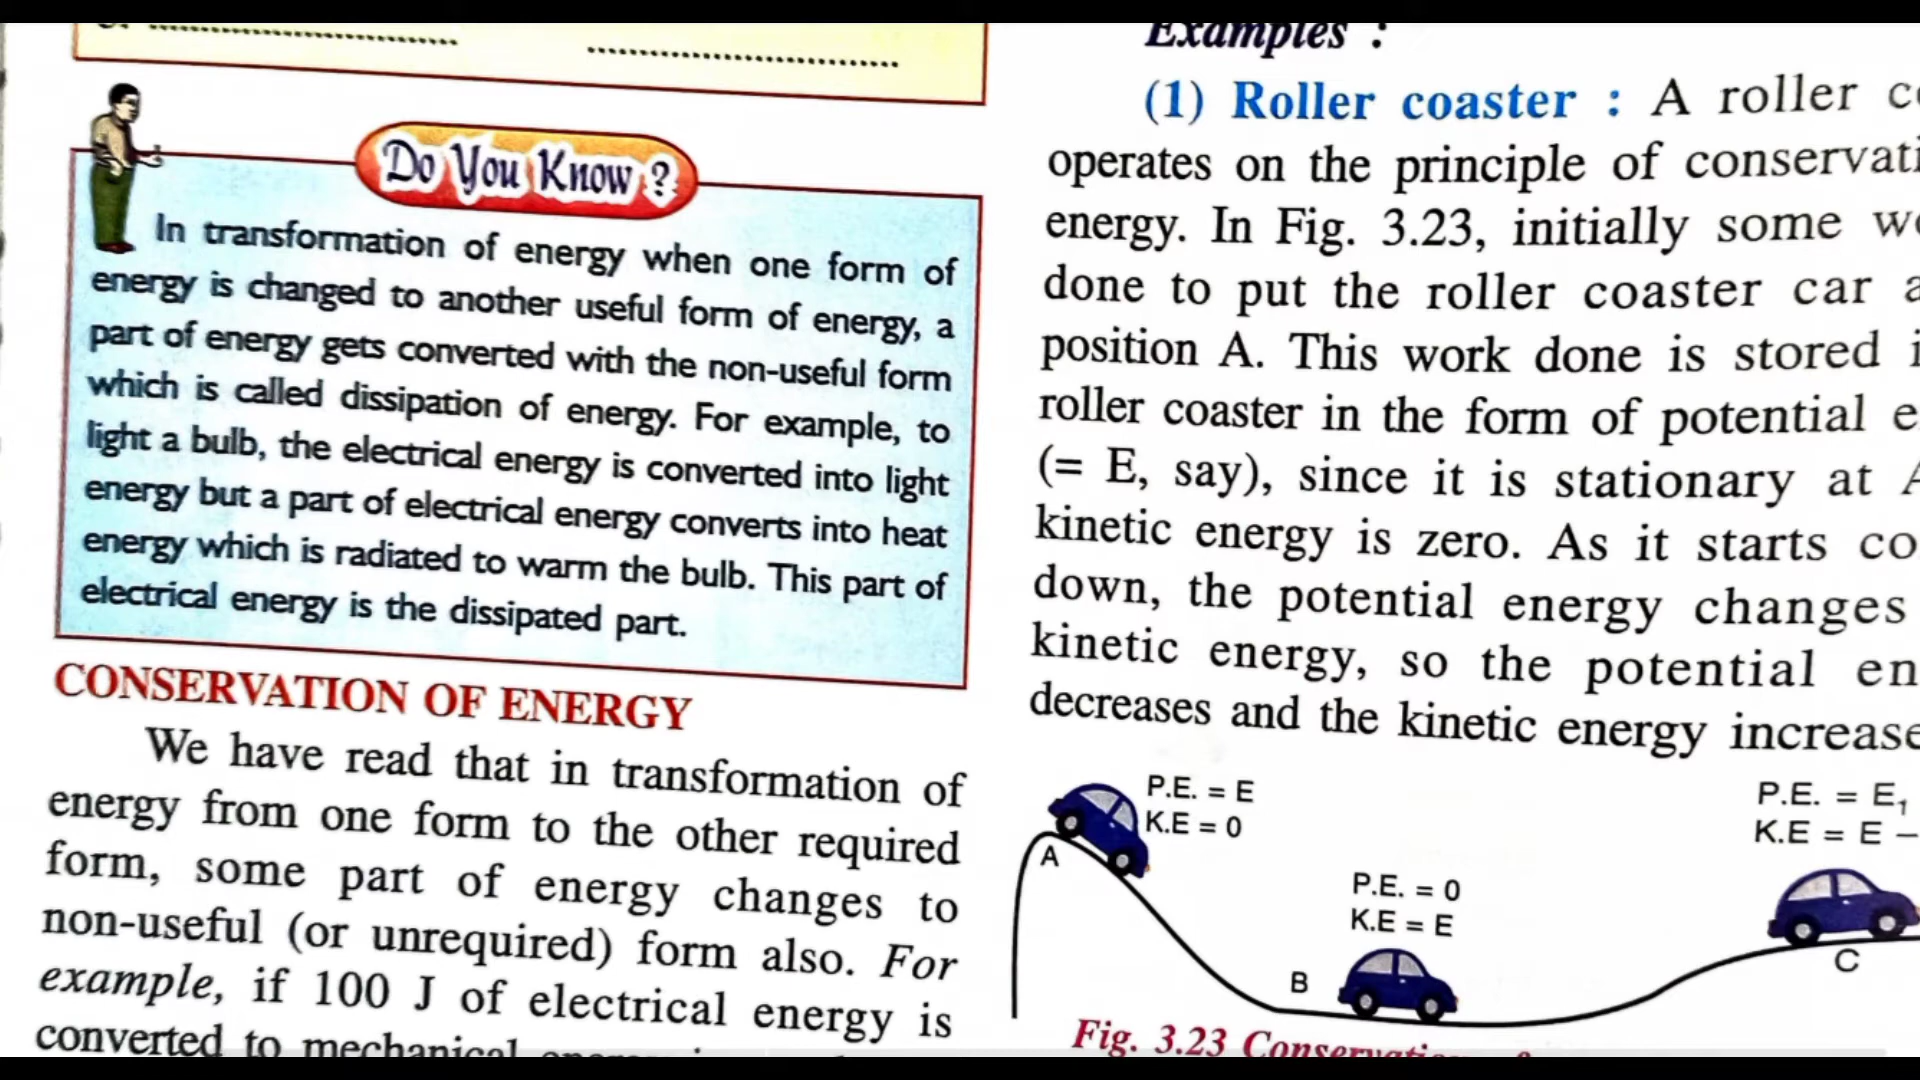 Do You Know ?
In transformation of energy when one form of
energy is changed to another useful form of energy, a
part of energy gets converted with the non-useful form
which is called dissipation of energy. For example, to
light a bulb, the electrical energy is converted into light
energy but a part of electrical energy converts into heat
energy which is radiated to warm the bulb. This part of
electrical energy is the dissipated part.
CONSERVATION OF ENERGY
We have read that in transformation of
energy from one form to the other required
form, some part of energy changes to
non-useful (or unrequired) form also. For
example, if 100 J of electrical energy is
converted to mechanical
Examples :
(1) Roller coaster : A roller
operates on the principle of
energy. In Fig. 3.23, initially some
done to put the roller coaster car
position A. This work done is stored
roller coaster in the form of potential
(= E, say), since it is stationary at
kinetic energy is zero. As it starts
down, the potential energy changes
kinetic energy, so the potential
decreases and the kinetic energy
P.E. = E
K.E = 0
A
P.E. = 0
K.E = E
B
P.E. = E₁
K.E = E –
C
Fig. 3.23